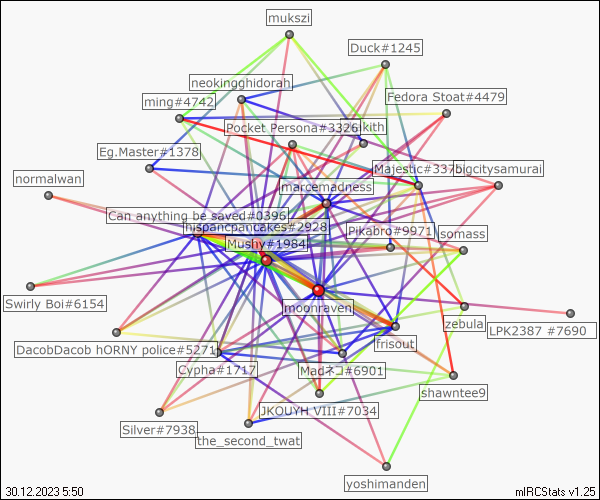 mukszi
Duck#1245
neokingghidorah
Fedora Stoat#4479
ming#4742
Pocket Persona#3326
kith
Eg.Master#1378
Majestic#337
bigcitysamurai
normalwan
marcemadness
Can anything be saved#0396
hispancpancakes#2928
Pikabro#9971
somass
Mushy#1984
Swirly Boi#6154
moonraven
zebula
LPK2387 #7690
DacobDacob hORNY police#5271
frisout
Cypha#1717
Madネコ#6901
shawntee9
JKOUYH VIII#7034
Silver#7938
the_second_twat
yoshimanden
30.12.2023 5:50
mIRCStats v1.25